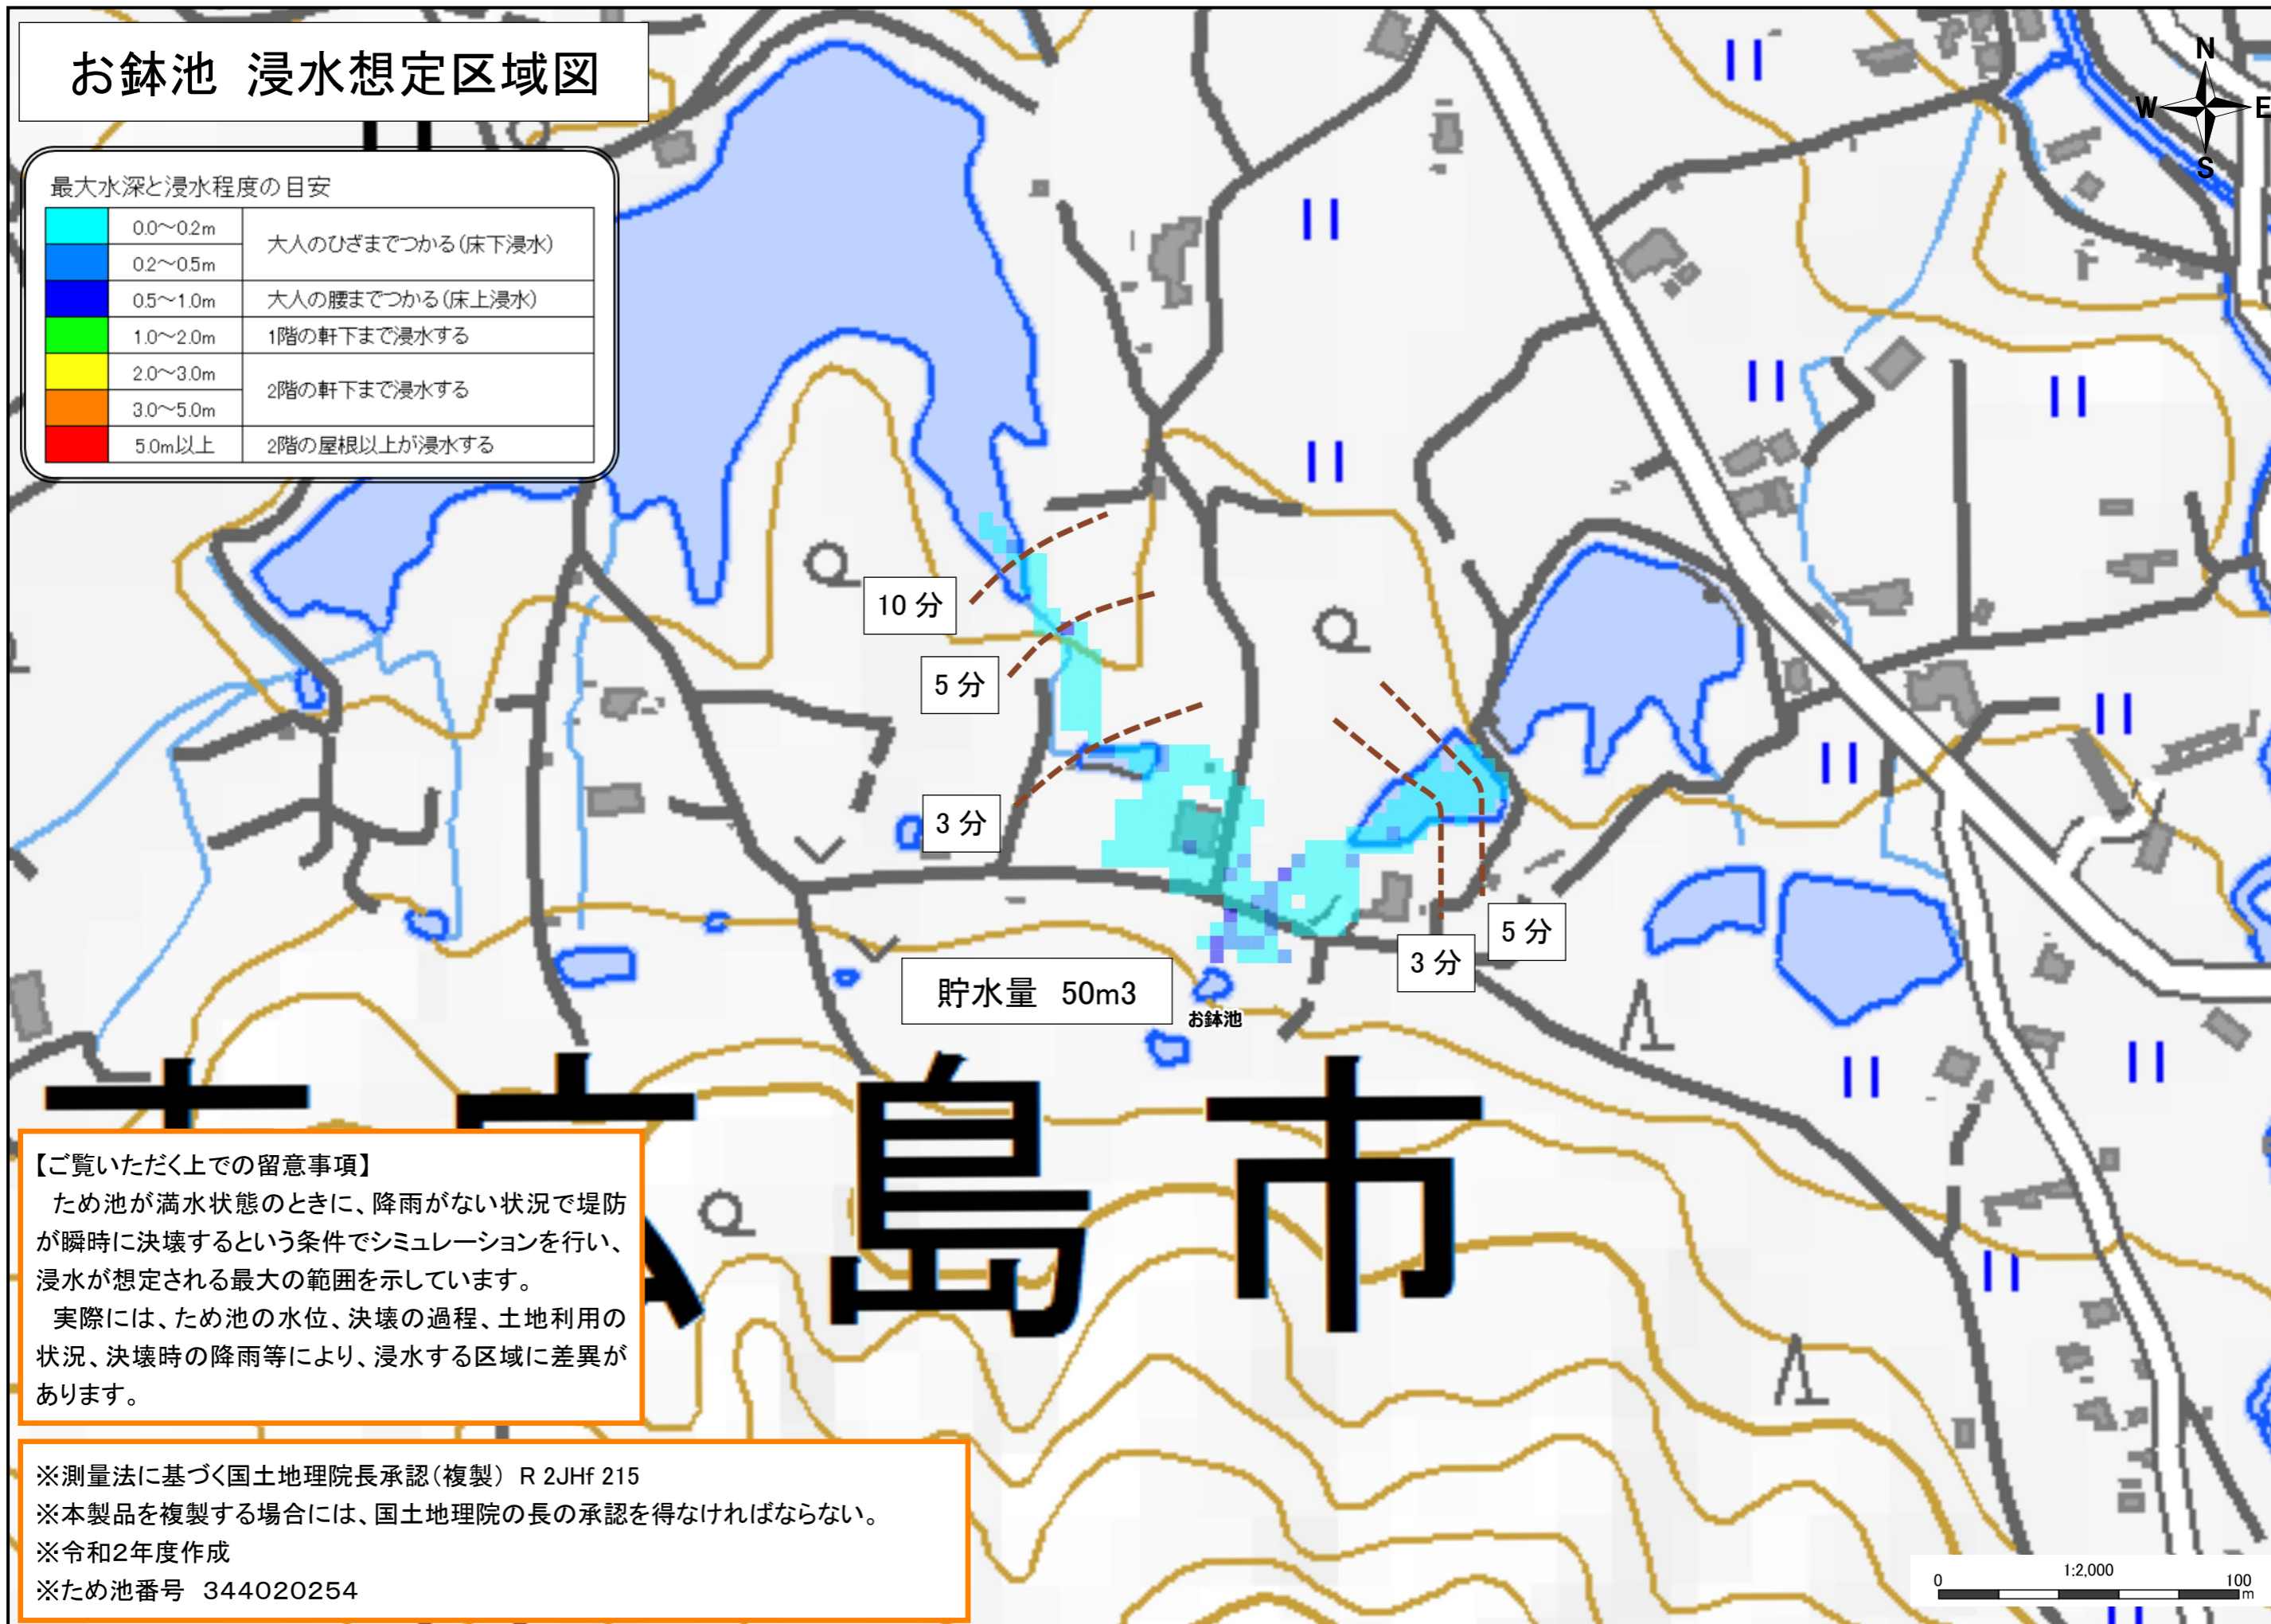 お鉢池 浸水想定区域図
N
W
E
S
最大水深と浸水程度の目安
0.0～0.2m
大人のひざまでつかる(床下浸水)
0.2～0.5m
0.5～1.0m
大人の腰までつかる(床上浸水)
1.0～2.0m
1階の軒下まで浸水する
2.0～3.0m
2階の軒下まで浸水する
3.0～5.0m
5.0m以上
2階の屋根以上が浸水する
10 分
5 分
3 分
5 分
3 分
貯水量 50m3
お鉢池
島市
【ご覧いただく上での留意事項】
ため池が満水状態のときに、降雨がない状況で堤防
が瞬時に決壊するという条件でシミュレーションを行い、
浸水が想定される最大の範囲を示しています。
実際には、ため池の水位、決壊の過程、土地利用の
状況、決壊時の降雨等により、浸水する区域に差異が
あります。
※測量法に基づく国土地理院長承認(複製) R 2JHf 215
※本製品を複製する場合には、国土地理院の長の承認を得なければならない。
※令和2年度作成
※ため池番号 344020254
1:2,000
0
100
m